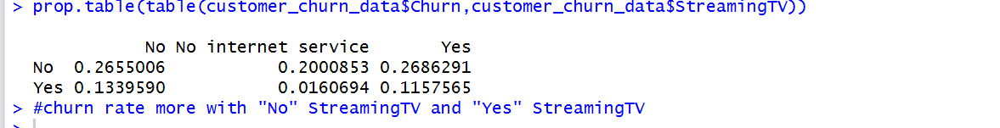 > prop.table(table(customer_churn_data$Churn,customer_churn_data$StreamingTV))
No No internet service Yes
No 0.2655006 0.2000853 0.2686291
Yes 0.1339590 0.0160694 0.1157565
> #churn rate more with "No" StreamingTV and "Yes" StreamingTV
>